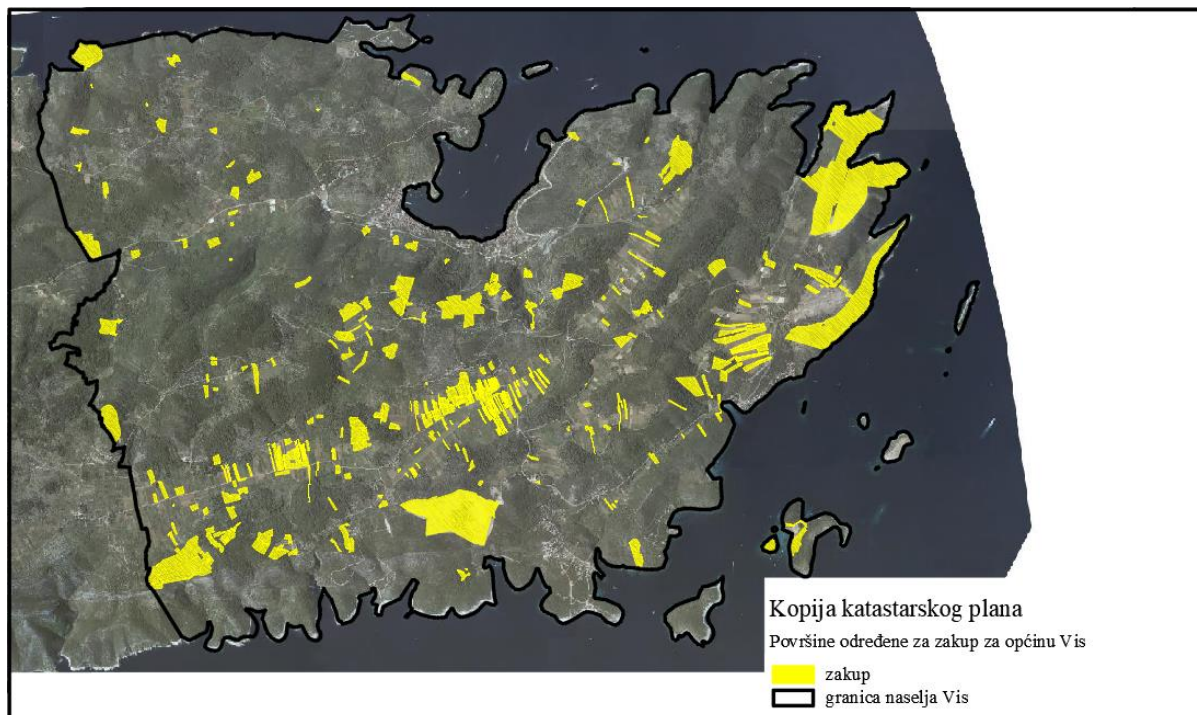 Kopija katastarskog plana
Površine određene za zakup za općinu Vis
zakup
granica naselja Vis